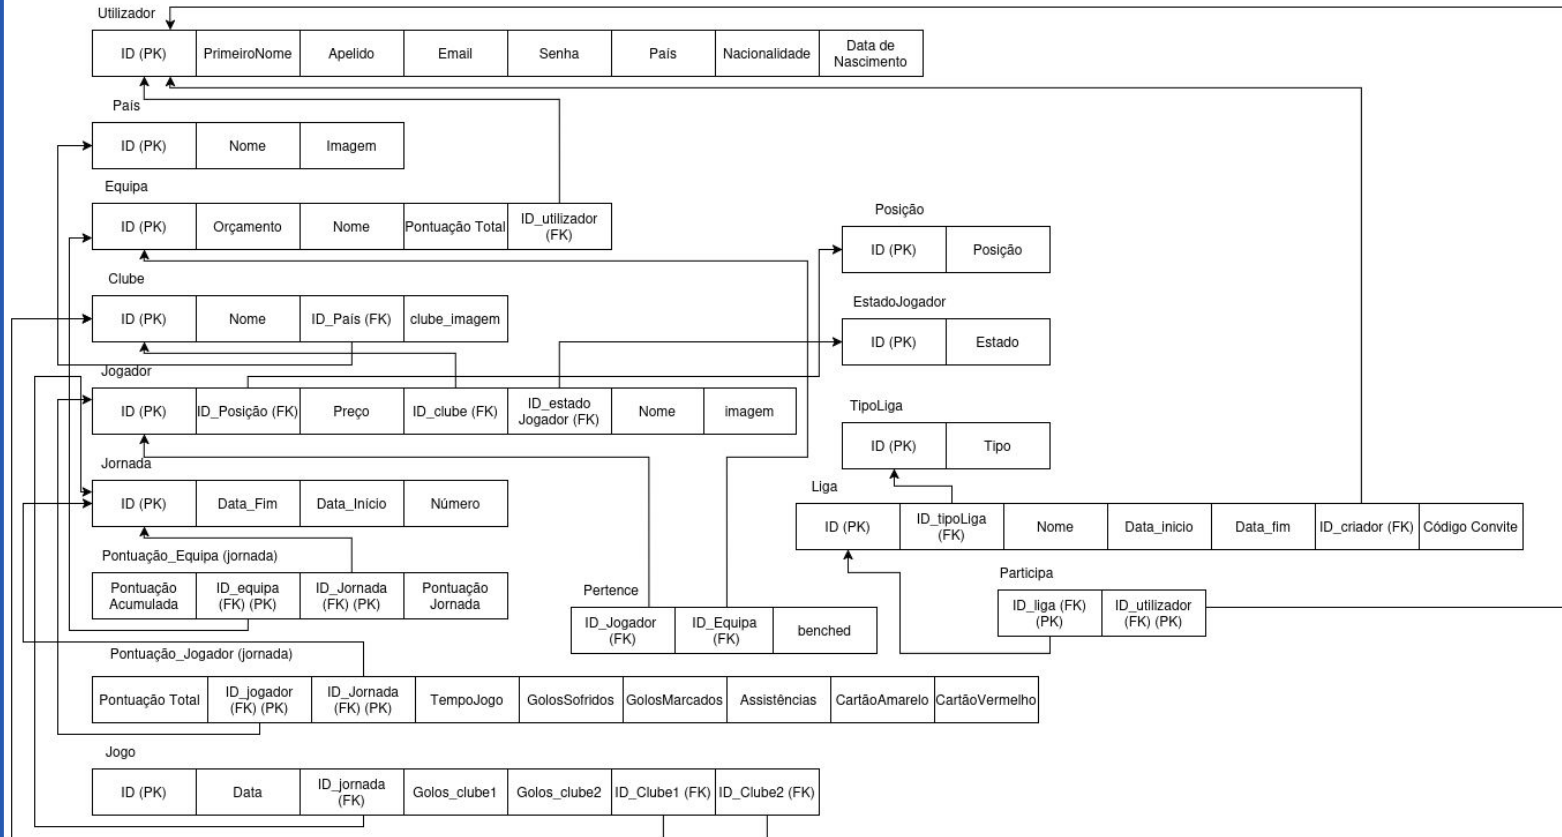 Utilizador
ID (PK) PrimeiroNome Apelido Email Senha País Nacionalidade Data de
Nascimento
País
ID (PK) Nome Imagem
Equipa
ID (PK) Orçamento Nome Pontuação Total ID_utilizador
(FK)
Posição
ID (PK) Posição
Clube
ID (PK) Nome ID_País (FK) clube_imagem
EstadoJogador
ID (PK) Estado
Jogador
ID (PK) ID_Posição (FK) Preço ID_clube (FK) ID_estado
Jogador (FK) Nome imagem
TipoLiga
ID (PK) Tipo
Jornada
ID (PK) Data_Fim Data_Início Número
Liga
ID (PK) ID_tipoLiga
(FK) Nome Data_inicio Data_fim ID_criador (FK) Código Convite
Pontuação_Equipa (jornada)
Pontuação
Acumulada ID_equipa
(FK) (PK) ID_Jornada
(FK) (PK) Pontuação
Jornada
Pertence
ID_Jogador
(FK) ID_Equipa
(FK) benched
Participa
ID_liga (FK)
(PK) ID_utilizador
(FK) (PK)
Pontuação_Jogador (jornada)
Pontuação Total ID_jogador
(FK) (PK) ID_Jornada
(FK) (PK) TempoJogo GolosSofridos GolosMarcados Assistências CartãoAmarelo CartãoVermelho
Jogo
ID (PK) Data ID_jornada
(FK) Golos_clube1 Golos_clube2 ID_Clube1 (FK) ID_Clube2 (FK)